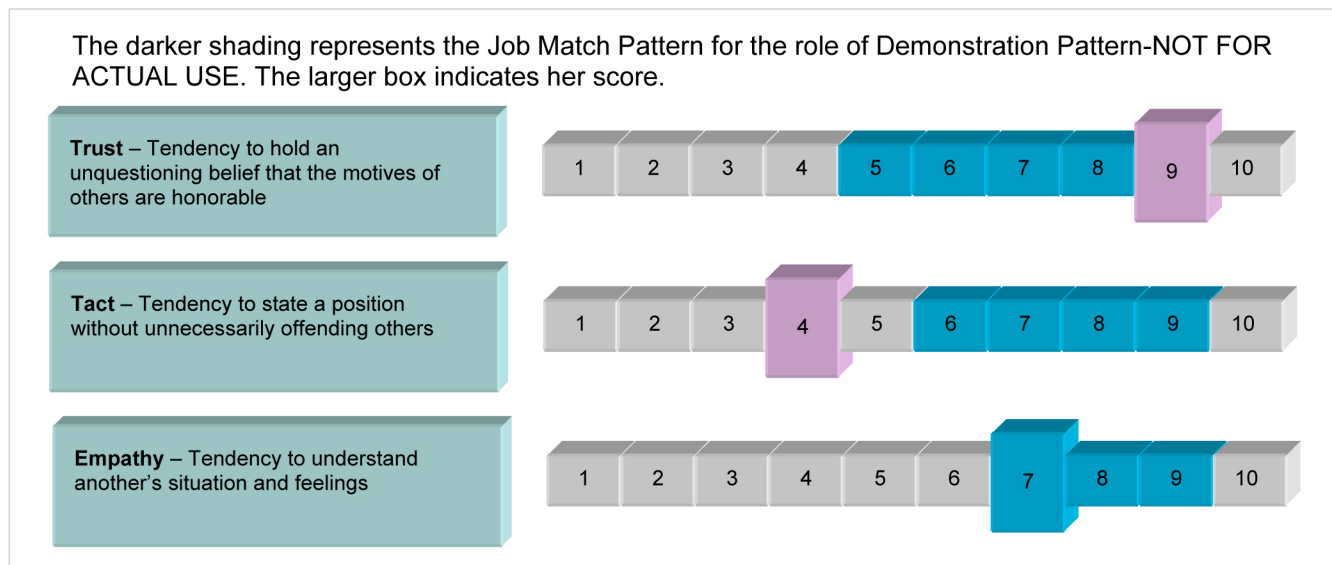 The darker shading represents the Job Match Pattern for the role of Demonstration Pattern-NOT FOR
ACTUAL USE. The larger box indicates her score.
Trust – Tendency to hold an
unquestioning belief that the motives of
others are honorable
1 2 3 4 5 6 7 8 9 10
Tact – Tendency to state a position
without unnecessarily offending others
1 2 3 4 5 6 7 8 9 10
Empathy – Tendency to understand
another’s situation and feelings
1 2 3 4 5 6 7 8 9 10